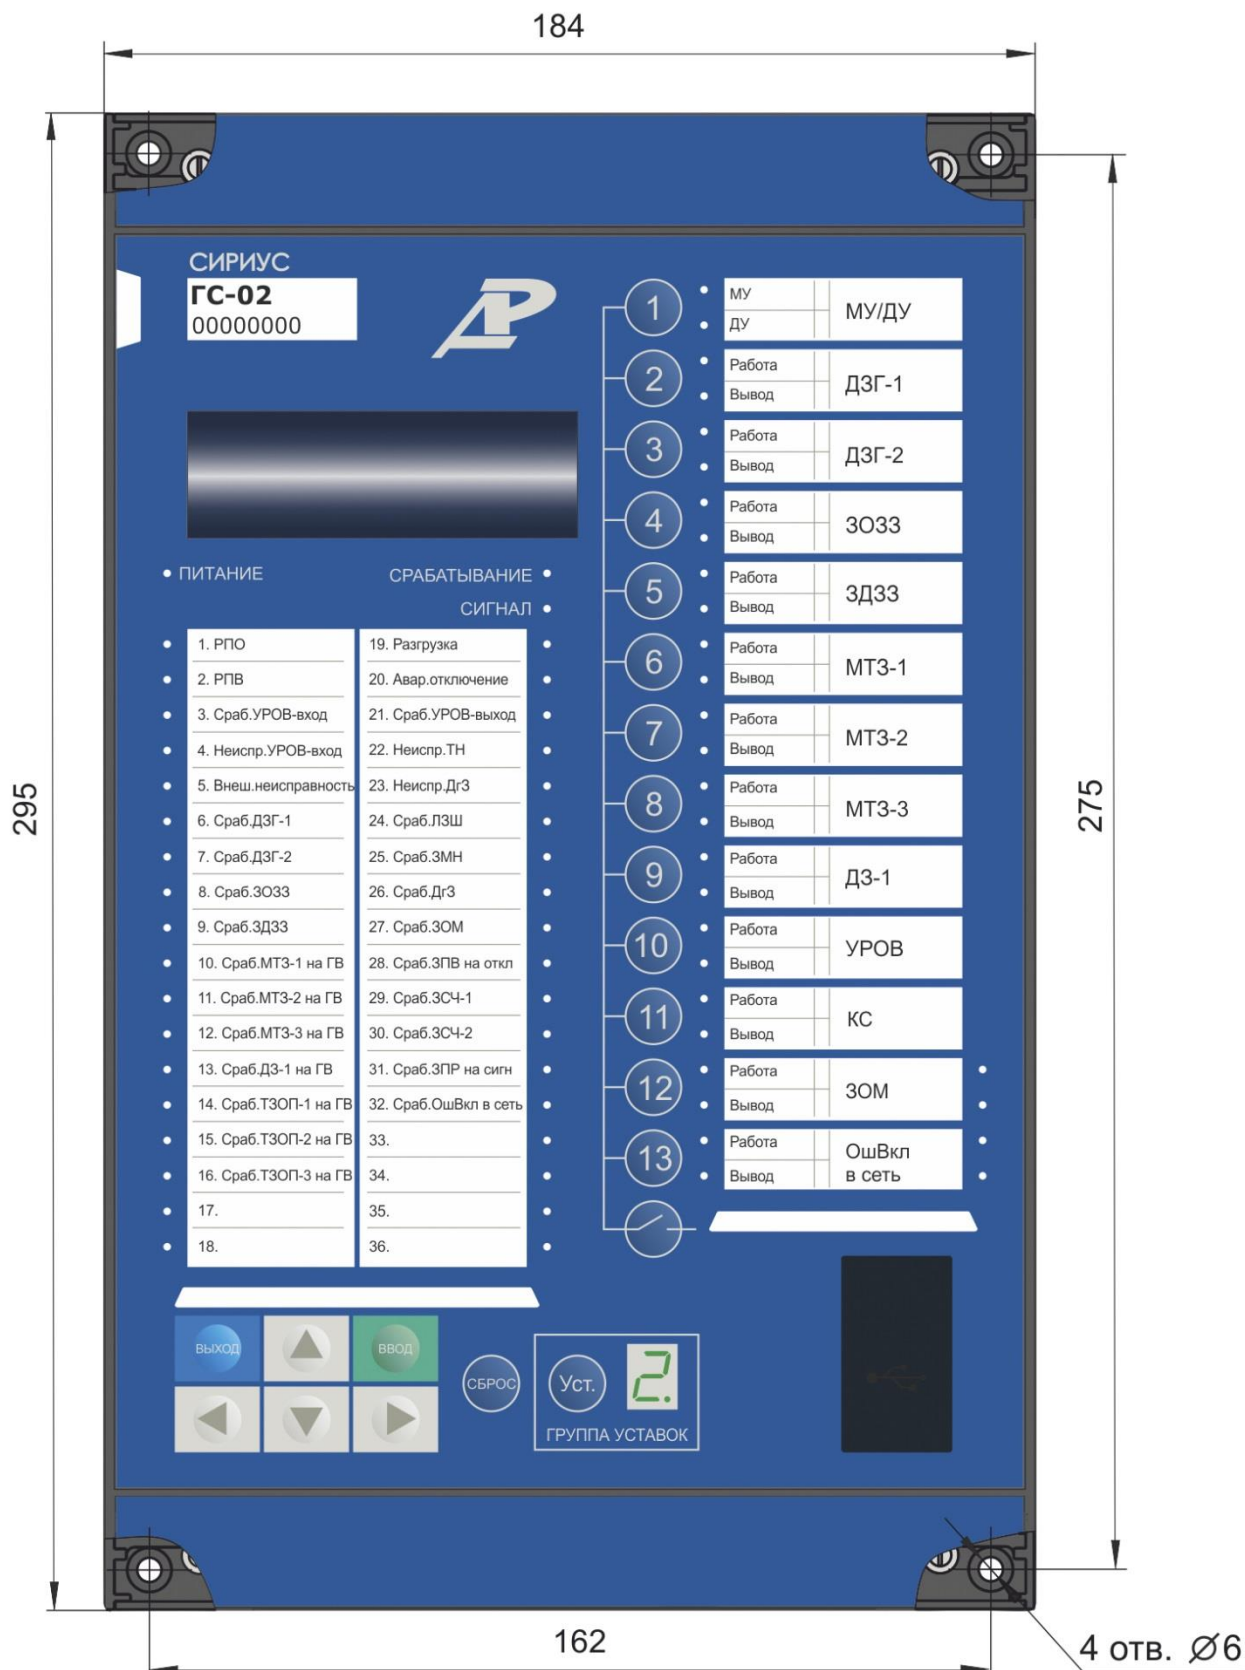 184
СИРИУС
ГС-02
00000000
АР
295
275
ПИТАНИЕ
СРАБАТЫВАНИЕ
СИГНАЛ
1. РПО
2. РПВ
3. Сраб.УРОВ-вход
4. Неиспр.УРОВ-вход
5. Внеш.неисправность
6. Сраб.ДЗГ-1
7. Сраб.ДЗГ-2
8. Сраб.ЗОЗЗ
9. Сраб.ЗДЗЗ
10. Сраб.МТЗ-1 на ГВ
11. Сраб.МТЗ-2 на ГВ
12. Сраб.МТЗ-3 на ГВ
13. Сраб.ДЗ-1 на ГВ
14. Сраб.ТЗОП-1 на ГВ
15. Сраб.ТЗОП-2 на ГВ
16. Сраб.ТЗОП-3 на ГВ
17.
18.
19. Разгрузка
20. Авар.отключение
21. Сраб.УРОВ-выход
22. Неиспр.ТН
23. Неиспр.ДгЗ
24. Сраб.ЛЗШ
25. Сраб.ЗМН
26. Сраб.ДгЗ
27. Сраб.ЗОМ
28. Сраб.ЗПВ на откл
29. Сраб.ЗСЧ-1
30. Сраб.ЗСЧ-2
31. Сраб.ЗПР на сигн
32. Сраб.ОшВкл в сеть
33.
34.
35.
36.
1
МУ
ДУ
МУ/ДУ
2
Работа
Вывод
ДЗГ-1
3
Работа
Вывод
ДЗГ-2
4
Работа
Вывод
ЗОЗЗ
5
Работа
Вывод
ЗДЗЗ
6
Работа
Вывод
МТЗ-1
7
Работа
Вывод
МТЗ-2
8
Работа
Вывод
МТЗ-3
9
Работа
Вывод
ДЗ-1
10
Работа
Вывод
УРОВ
11
Работа
Вывод
КС
12
Работа
Вывод
ЗОМ
13
Работа
Вывод
ОшВкл
в сеть
ВЫХОД
ВВОД
СБРОС
Уст.
2.
ГРУППА УСТАВОК
162
4 отв. ∅6